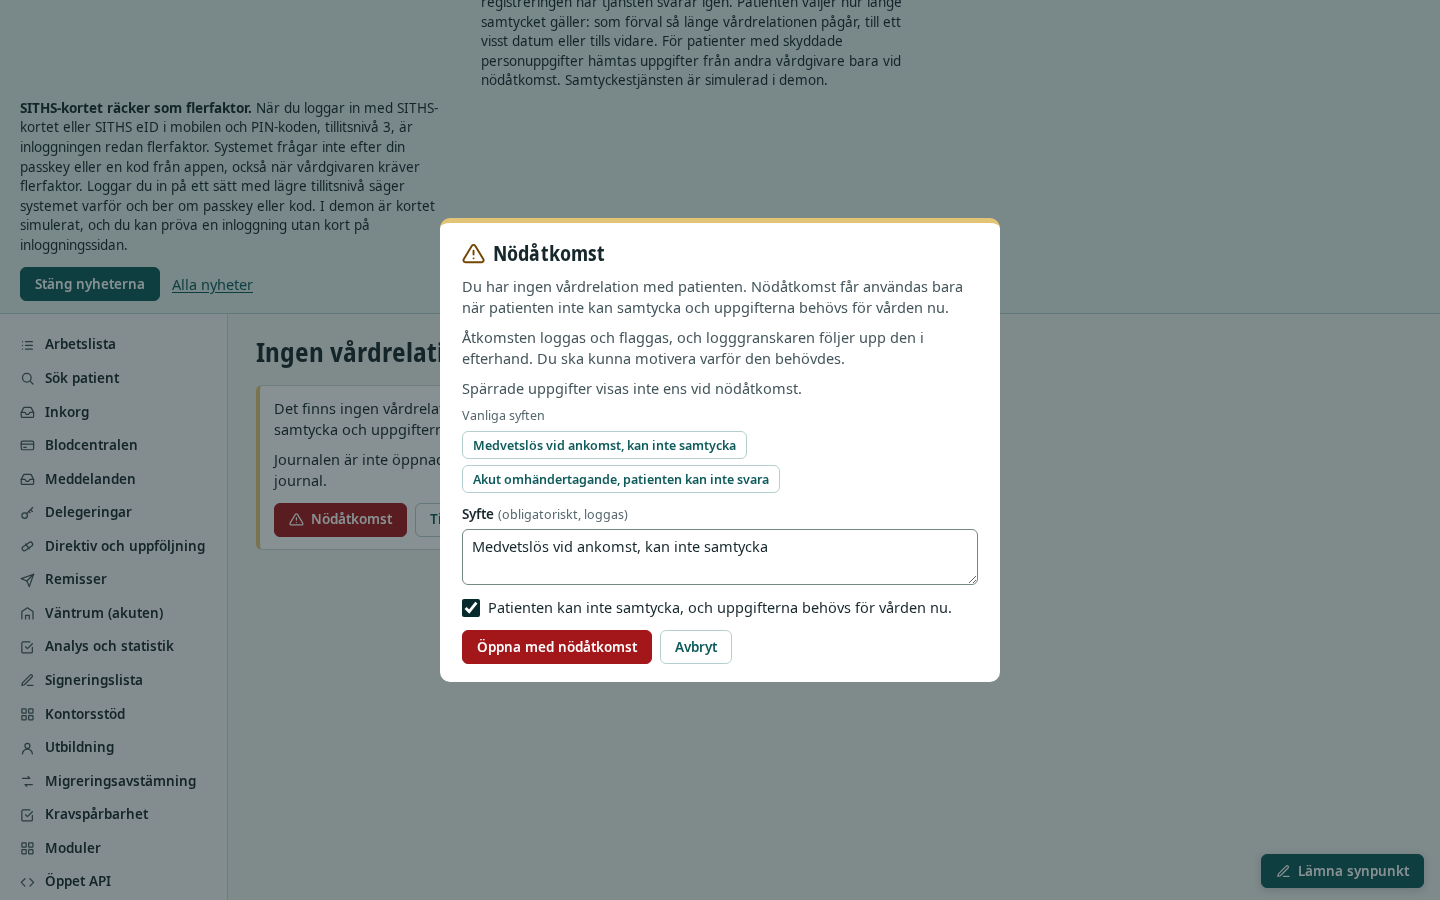 registreringen när tjänsten svarar igen. Patienten väljer hur länge
samtycket gäller: som förval så länge vårdrelationen pågår, till ett
visst datum eller tills vidare. För patienter med skyddade
personuppgifter hämtas uppgifter från andra vårdgivare bara vid
nödåtkomst. Samtyckestjänsten är simulerad i demon.
SITHS-kortet räcker som flerfaktor. När du loggar in med SITHS-
kortet eller SITHS eID i mobilen och PIN-koden, tillitsnivå 3, är
inloggningen redan flerfaktor. Systemet frågar inte efter din
passkey eller en kod från appen, också när vårdgivaren kräver
flerfaktor. Loggar du in på ett sätt med lägre tillitsnivå säger
systemet varför och ber om passkey eller kod. I demon är kortet
simulerat, och du kan pröva en inloggning utan kort på
inloggningssidan.
Stäng nyheterna
Alla nyheter
Arbetslista
Sök patient
Inkorg
Blodcentralen
Meddelanden
Delegeringar
Direktiv och uppföljning
Remisser
Väntrum (akuten)
Analys och statistik
Signeringslista
Kontorsstöd
Utbildning
Migreringsavstämning
Kravspårbarhet
Moduler
Öppet API
Ingen
Det finns ingen
samtycka och
Journalen är inte
journal.
Nödåtkomst
Nödåtkomst
Du har ingen vårdrelation med patienten. Nödåtkomst får användas bara
när patienten inte kan samtycka och uppgifterna behövs för vården nu.
Åtkomsten loggas och flaggas, och logggranskaren följer upp den i
efterhand. Du ska kunna motivera varför den behövdes.
Spärrade uppgifter visas inte ens vid nödåtkomst.
Vanliga syften
Medvetslös vid ankomst, kan inte samtycka
Akut omhändertagande, patienten kan inte svara
Syfte (obligatoriskt, loggas)
Medvetslös vid ankomst, kan inte samtycka
Patienten kan inte samtycka, och uppgifterna behövs för vården nu.
Öppna med nödåtkomst
Avbryt
Lämna synpunkt